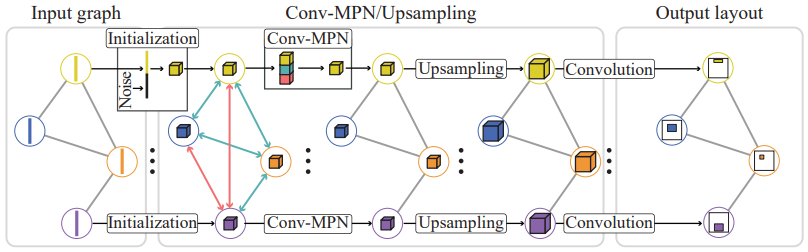 Input graph
Conv-MPN/Upsampling
Output layout
Initialization
Conv-MPN
Noise
Upsampling
Convolution
Initialization
Conv-MPN
Upsampling
Convolution